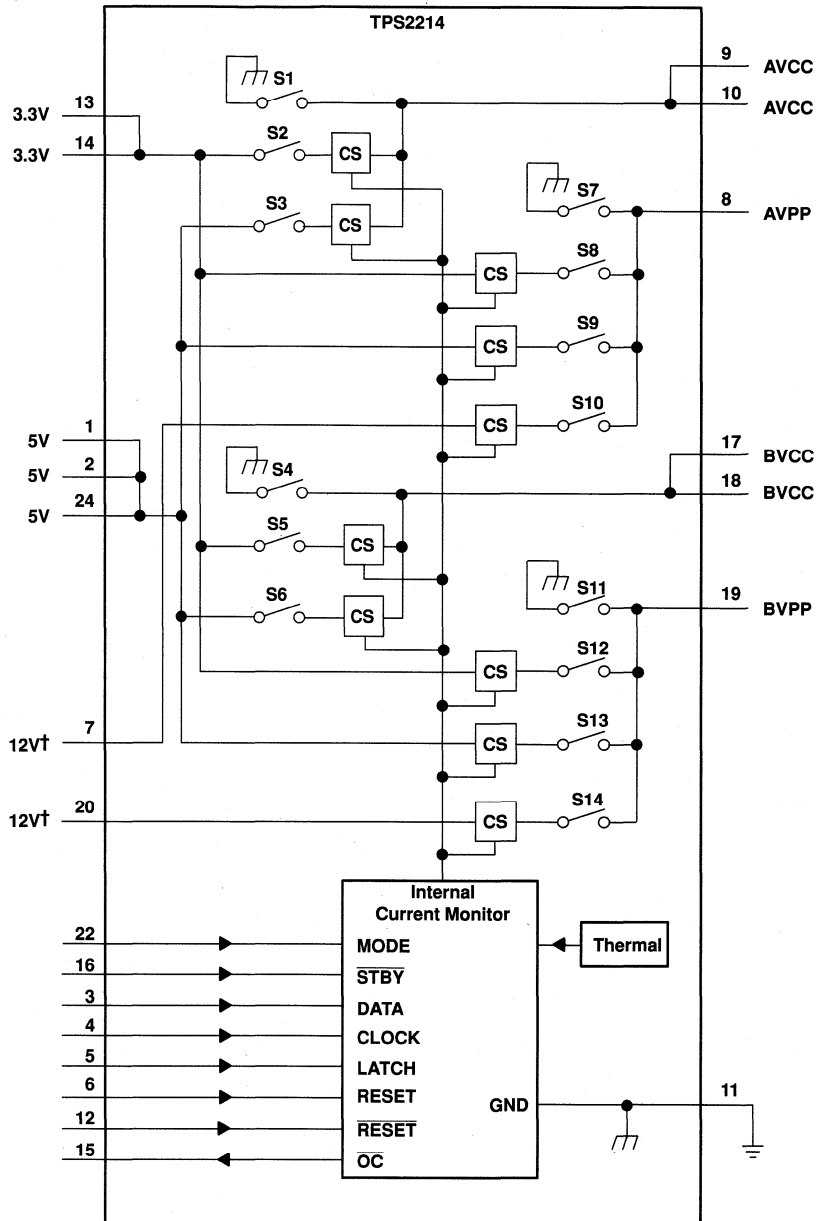 TPS2214
9
AVCC
S1
10
AVCC
13
3.3V
S2
14
3.3V
CS
S7
8
AVPP
S3
CS
S8
CS
S9
CS
S10
1
5V
CS
17
BVCC
2
5V
S4
18
BVCC
24
5V
S5
CS
S11
19
BVPP
S6
CS
S12
CS
7
12V†
S13
CS
20
12V†
S14
CS
Internal
Current Monitor
22
MODE
Thermal
16
S̅T̅B̅Y̅
3
DATA
4
CLOCK
5
LATCH
6
RESET
GND
11
12
R̅E̅S̅E̅T̅
15
O̅C̅